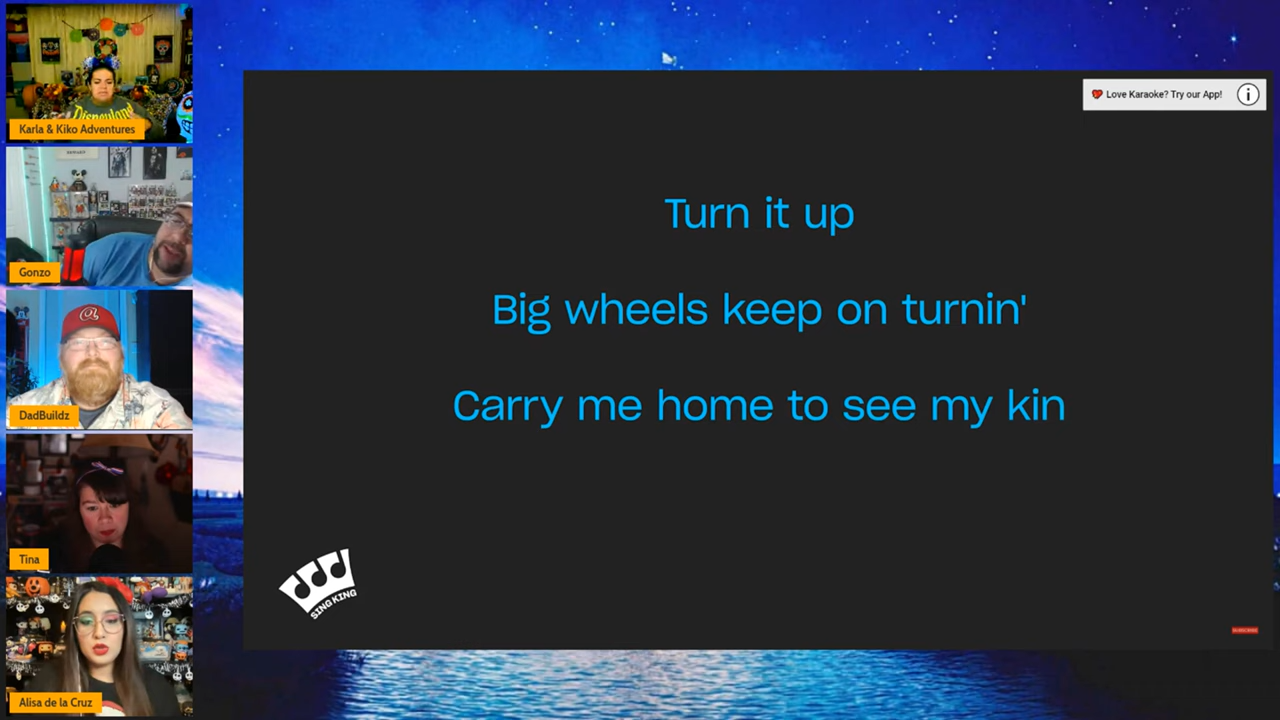 Disneyland
Karla & Kiko Adventures
Gonzo
DadBuildz
Tina
Alisa de la Cruz
Love Karaoke? Try our App!
Turn it up
Big wheels keep on turnin'
Carry me home to see my kin
SING KING